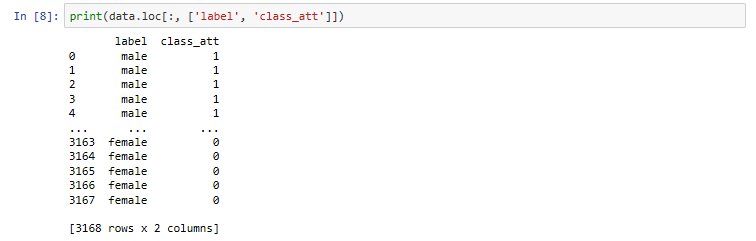 In [8]: print(data.loc[:, ['label', 'class_att']])
label class_att
0 male 1
1 male 1
2 male 1
3 male 1
4 male 1
... ... ...
3163 female 0
3164 female 0
3165 female 0
3166 female 0
3167 female 0
[3168 rows x 2 columns]